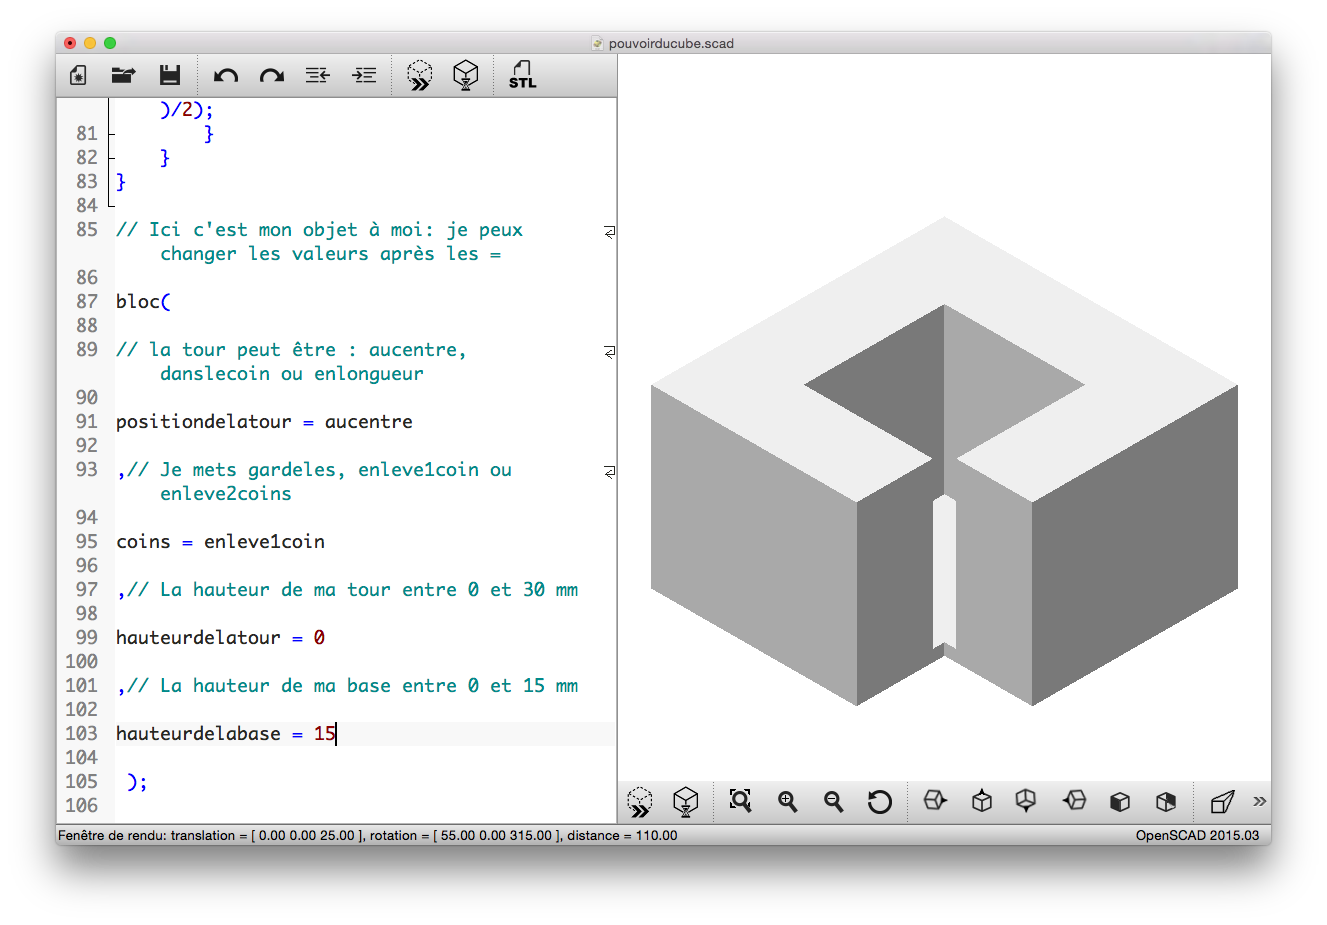 pouvoirducube.scad
STL
)/2);
81 }
82 }
83 }
84
85 // Ici c'est mon objet à moi: je peux
changer les valeurs après les =
86
87 bloc(
88
89 // la tour peut être : aucentre,
danslecoin ou enlongueur
90
91 positiondelatour = aucentre
92
93 ,// Je mets gardeles, enleve1coin ou
enleve2coins
94
95 coins = enleve1coin
96
97 ,// La hauteur de ma tour entre 0 et 30 mm
98
99 hauteurdelatour = 0
100
101 ,// La hauteur de ma base entre 0 et 15 mm
102
103 hauteurdelabase = 15
104
105 );
106
Fenêtre de rendu: translation = [ 0.00 0.00 25.00 ], rotation = [ 55.00 0.00 315.00 ], distance = 110.00
OpenSCAD 2015.03